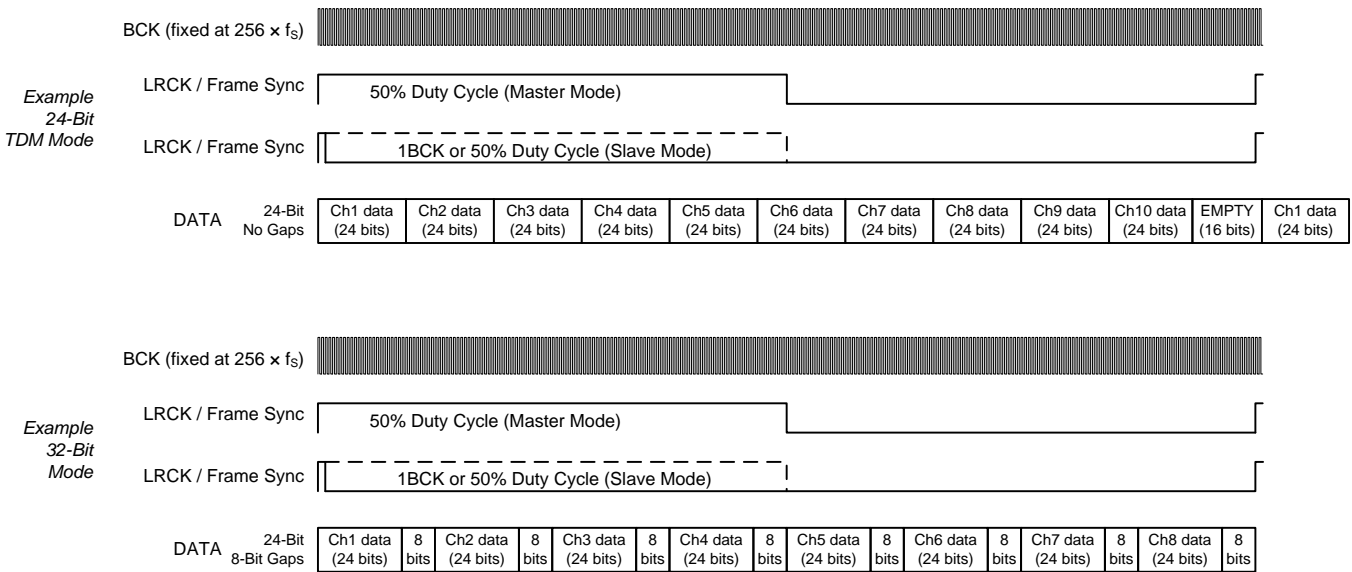 BCK (fixed at 256 × fS)
Example
24-Bit
TDM Mode
LRCK / Frame Sync
50% Duty Cycle (Master Mode)
LRCK / Frame Sync
1BCK or 50% Duty Cycle (Slave Mode)
DATA
24-Bit
No Gaps
Ch1 data
(24 bits)
Ch2 data
(24 bits)
Ch3 data
(24 bits)
Ch4 data
(24 bits)
Ch5 data
(24 bits)
Ch6 data
(24 bits)
Ch7 data
(24 bits)
Ch8 data
(24 bits)
Ch9 data
(24 bits)
Ch10 data
(24 bits)
EMPTY
(16 bits)
Ch1 data
(24 bits)
BCK (fixed at 256 × fS)
Example
32-Bit
Mode
LRCK / Frame Sync
50% Duty Cycle (Master Mode)
LRCK / Frame Sync
1BCK or 50% Duty Cycle (Slave Mode)
DATA
24-Bit
8-Bit Gaps
Ch1 data
(24 bits)
8
bits
Ch2 data
(24 bits)
8
bits
Ch3 data
(24 bits)
8
bits
Ch4 data
(24 bits)
8
bits
Ch5 data
(24 bits)
8
bits
Ch6 data
(24 bits)
8
bits
Ch7 data
(24 bits)
8
bits
Ch8 data
(24 bits)
8
bits